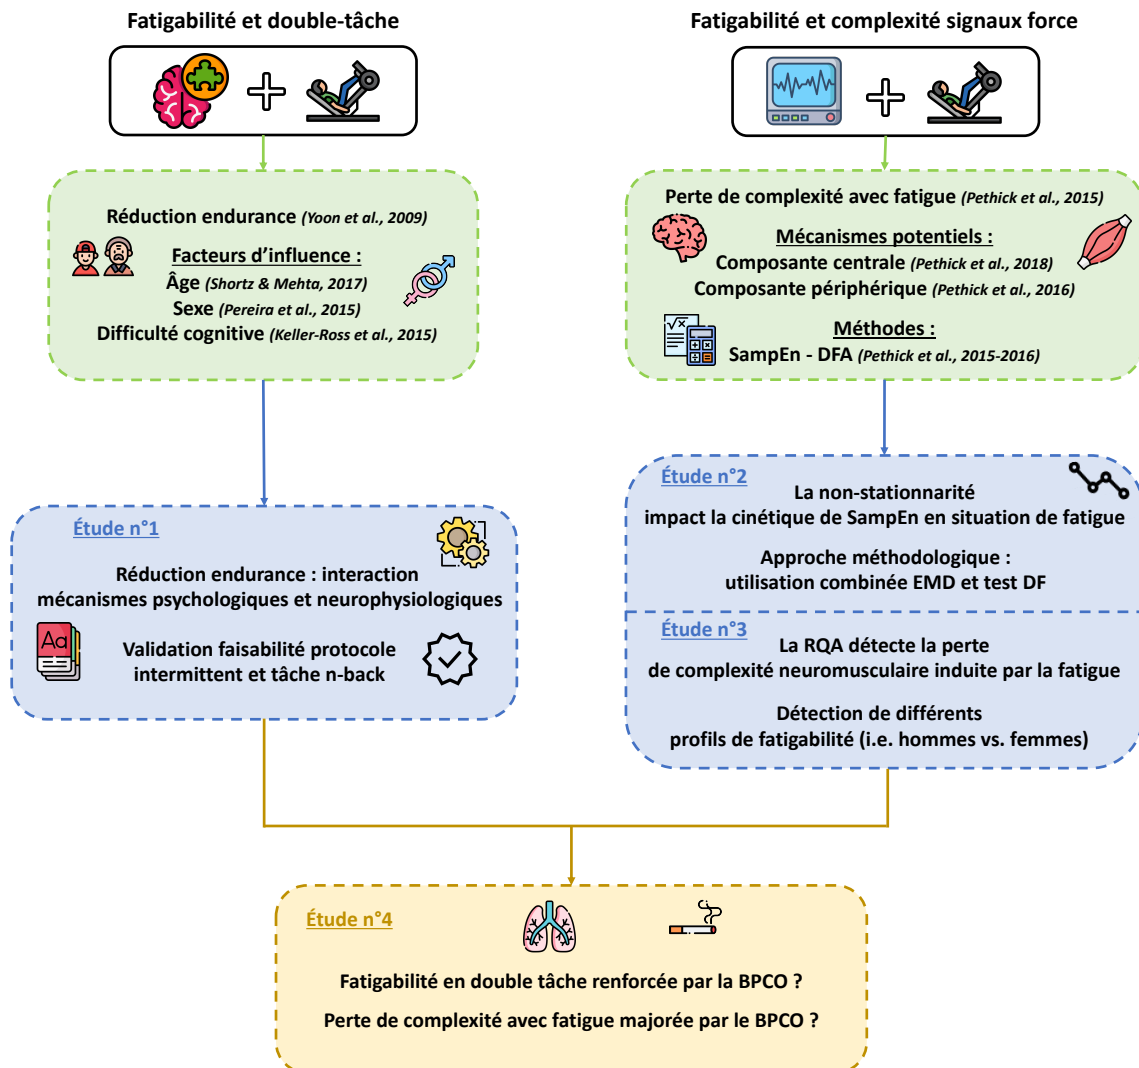 Fatigabilité et double-tâche
Réduction endurance (Yoon et al., 2009)
Facteurs d'influence :
Âge (Shortz & Mehta, 2017)
Sexe (Pereira et al., 2015)
Difficulté cognitive (Keller-Ross et al., 2015)
Étude n°1
Réduction endurance : interaction
mécanismes psychologiques et neurophysiologiques
Aa
Validation faisabilité protocole
intermittent et tâche n-back
Fatigabilité et complexité signaux force
Perte de complexité avec fatigue (Pethick et al., 2015)
Mécanismes potentiels :
Composante centrale (Pethick et al., 2018)
Composante périphérique (Pethick et al., 2016)
√x
Méthodes :
SampEn - DFA (Pethick et al., 2015-2016)
Étude n°2
La non-stationnarité
impact la cinétique de SampEn en situation de fatigue
Approche méthodologique :
utilisation combinée EMD et test DF
Étude n°3
La RQA détecte la perte
de complexité neuromusculaire induite par la fatigue
Détection de différents
profils de fatigabilité (i.e. hommes vs. femmes)
Étude n°4
Fatigabilité en double tâche renforcée par la BPCO ?
Perte de complexité avec fatigue majorée par le BPCO ?